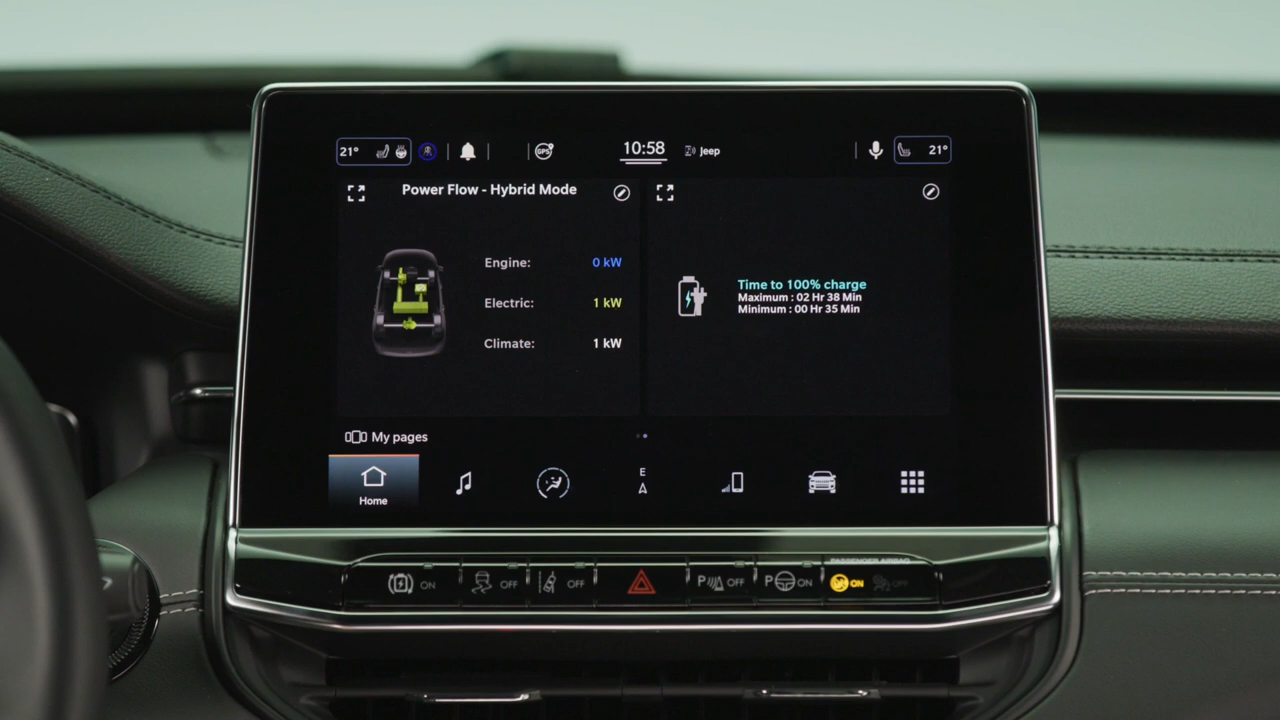 21°
GPS
10:58
Jeep
21°
Power Flow - Hybrid Mode
Engine: 0 kW
Electric: 1 kW
Climate: 1 kW
Time to 100% charge
Maximum : 02 Hr 38 Min
Minimum : 00 Hr 35 Min
My pages
E
Home
PASSENGER AIRBAG
ON
OFF
OFF
P OFF
P ON
ON
OFF